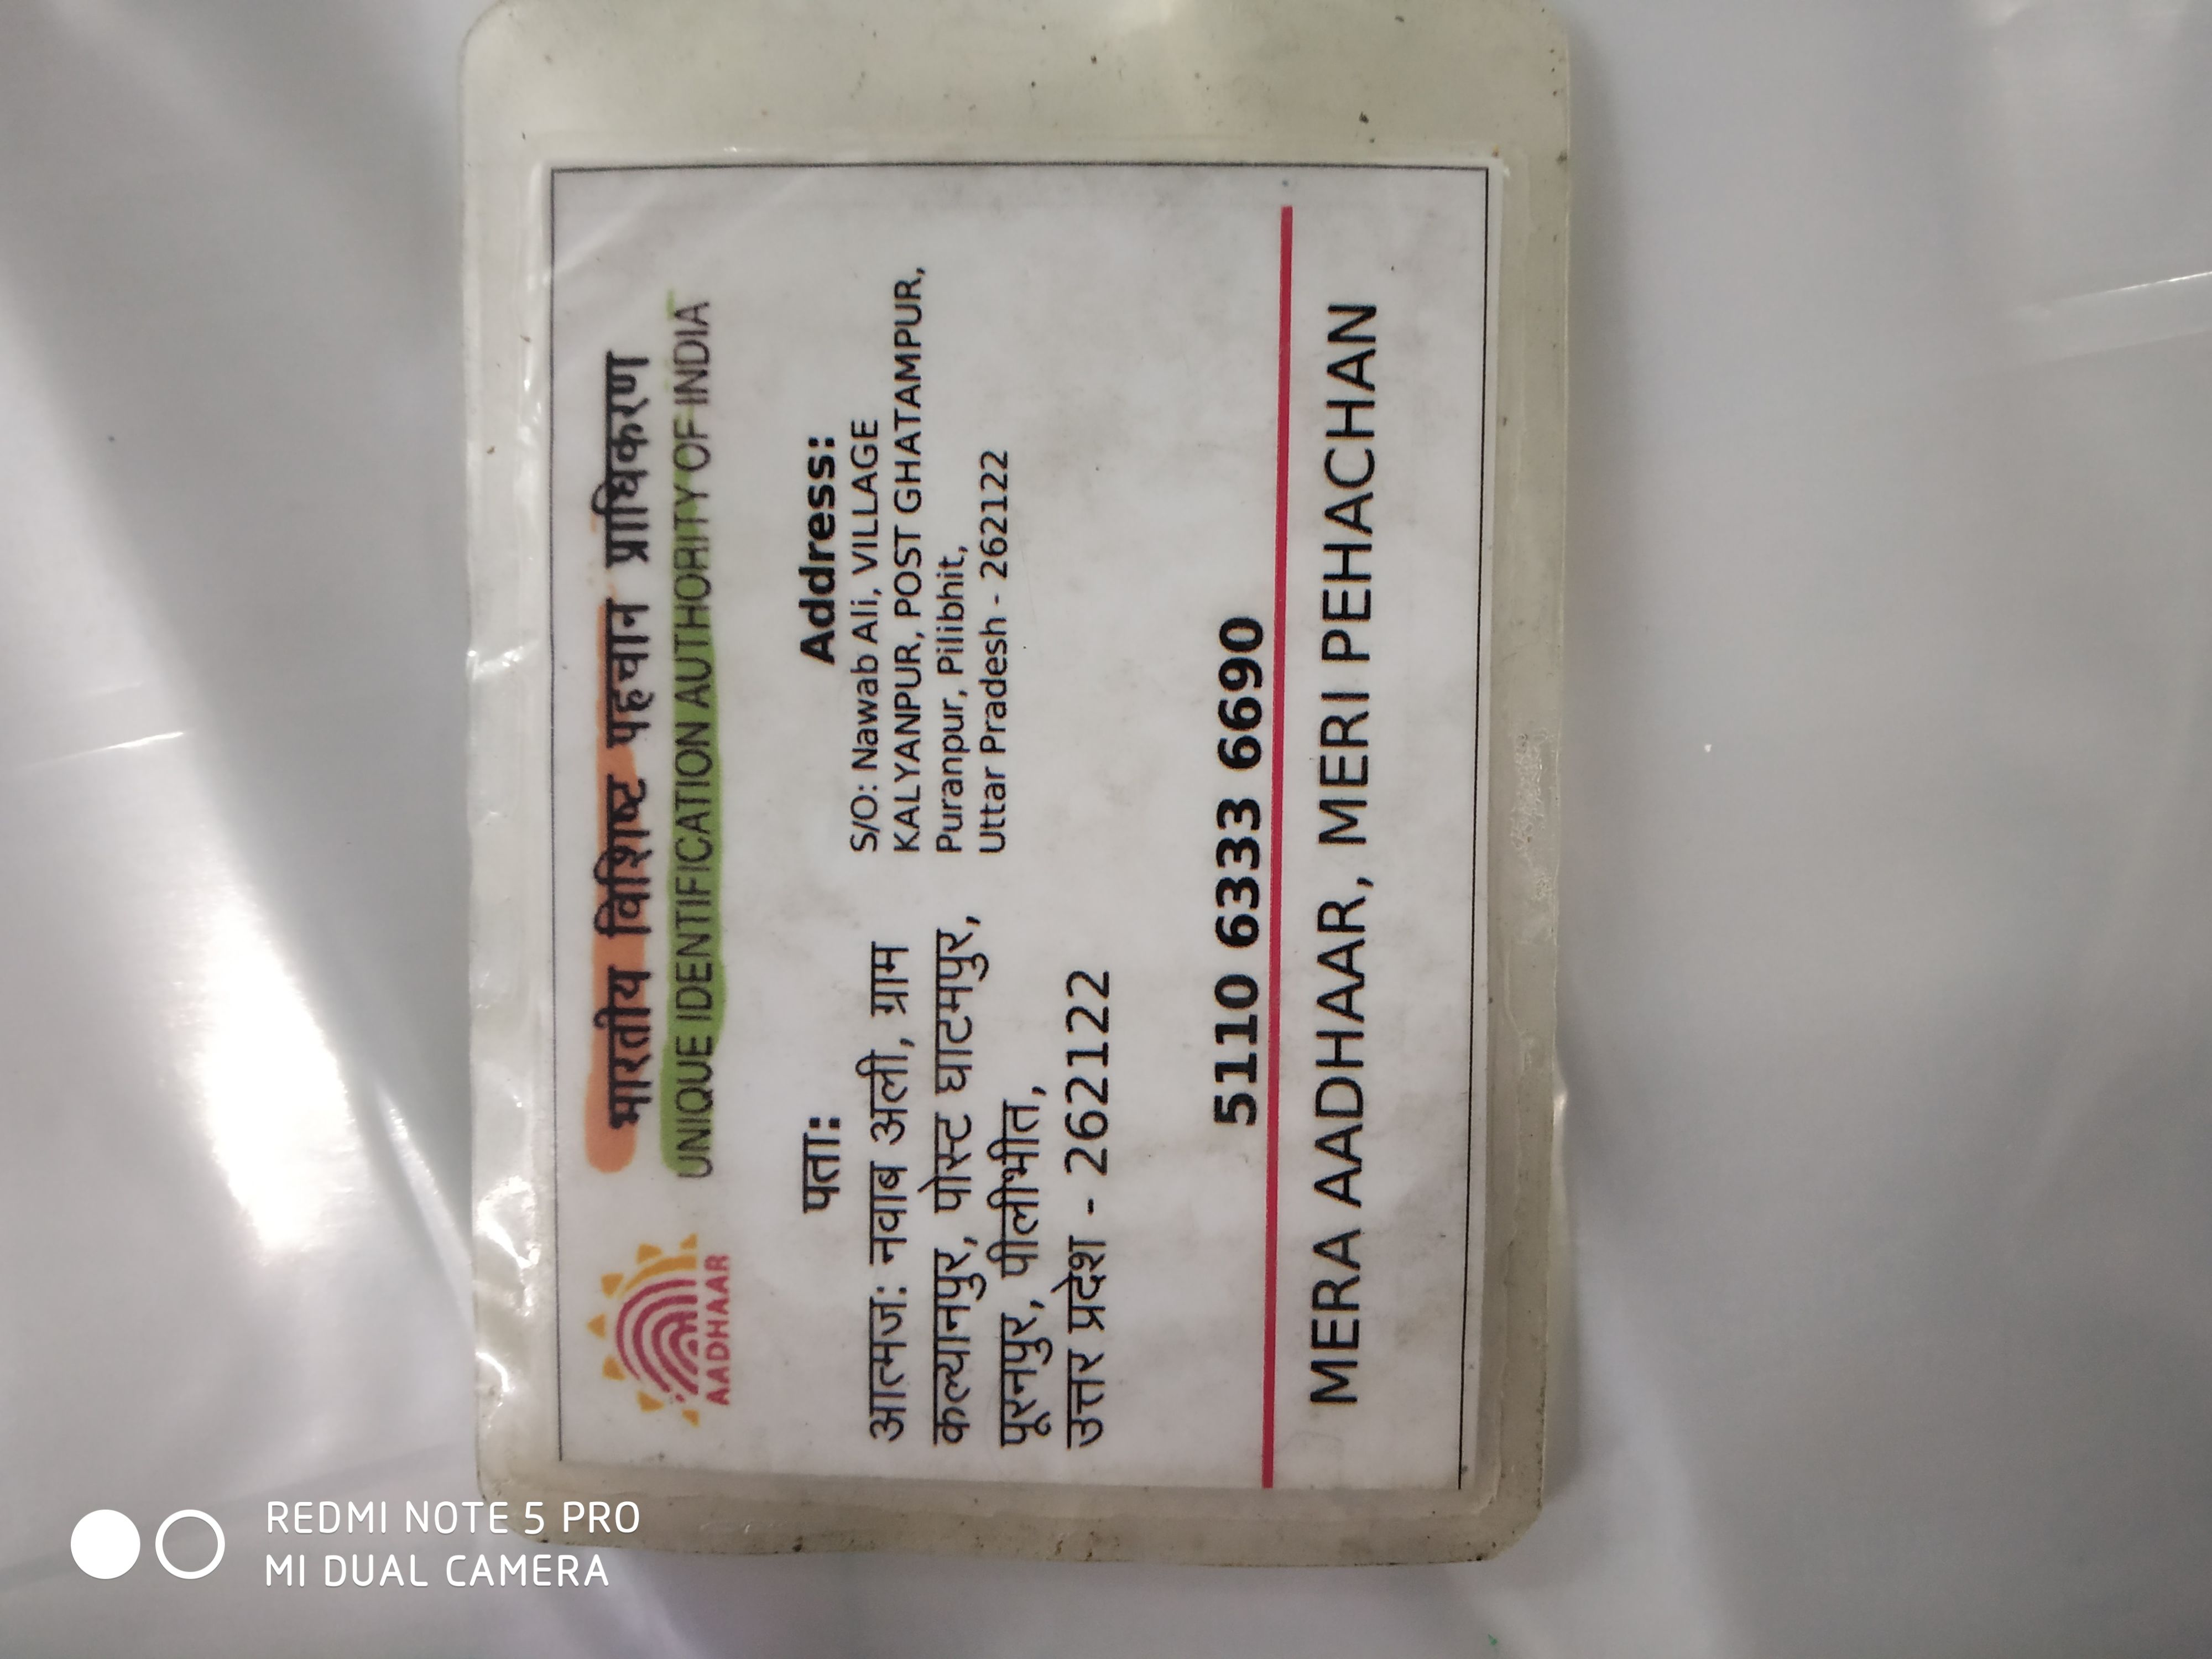 भारतीय विशिष्ट पहचान प्राधिकरण
UNIQUE IDENTIFICATION AUTHORITY OF INDIA
AADHAAR
पता:
आत्मज: नवाब अली, ग्राम
कल्यानपुर, पोस्ट घाटमपुर,
पूरनपुर, पीलीभीत,
उत्तर प्रदेश - 262122
Address:
S/O: Nawab Ali, VILLAGE
KALYANPUR, POST GHATAMPUR,
Puranpur, Pilibhit,
Uttar Pradesh - 262122
5110 6333 6690
MERA AADHAAR, MERI PEHACHAN
REDMI NOTE 5 PRO
MI DUAL CAMERA